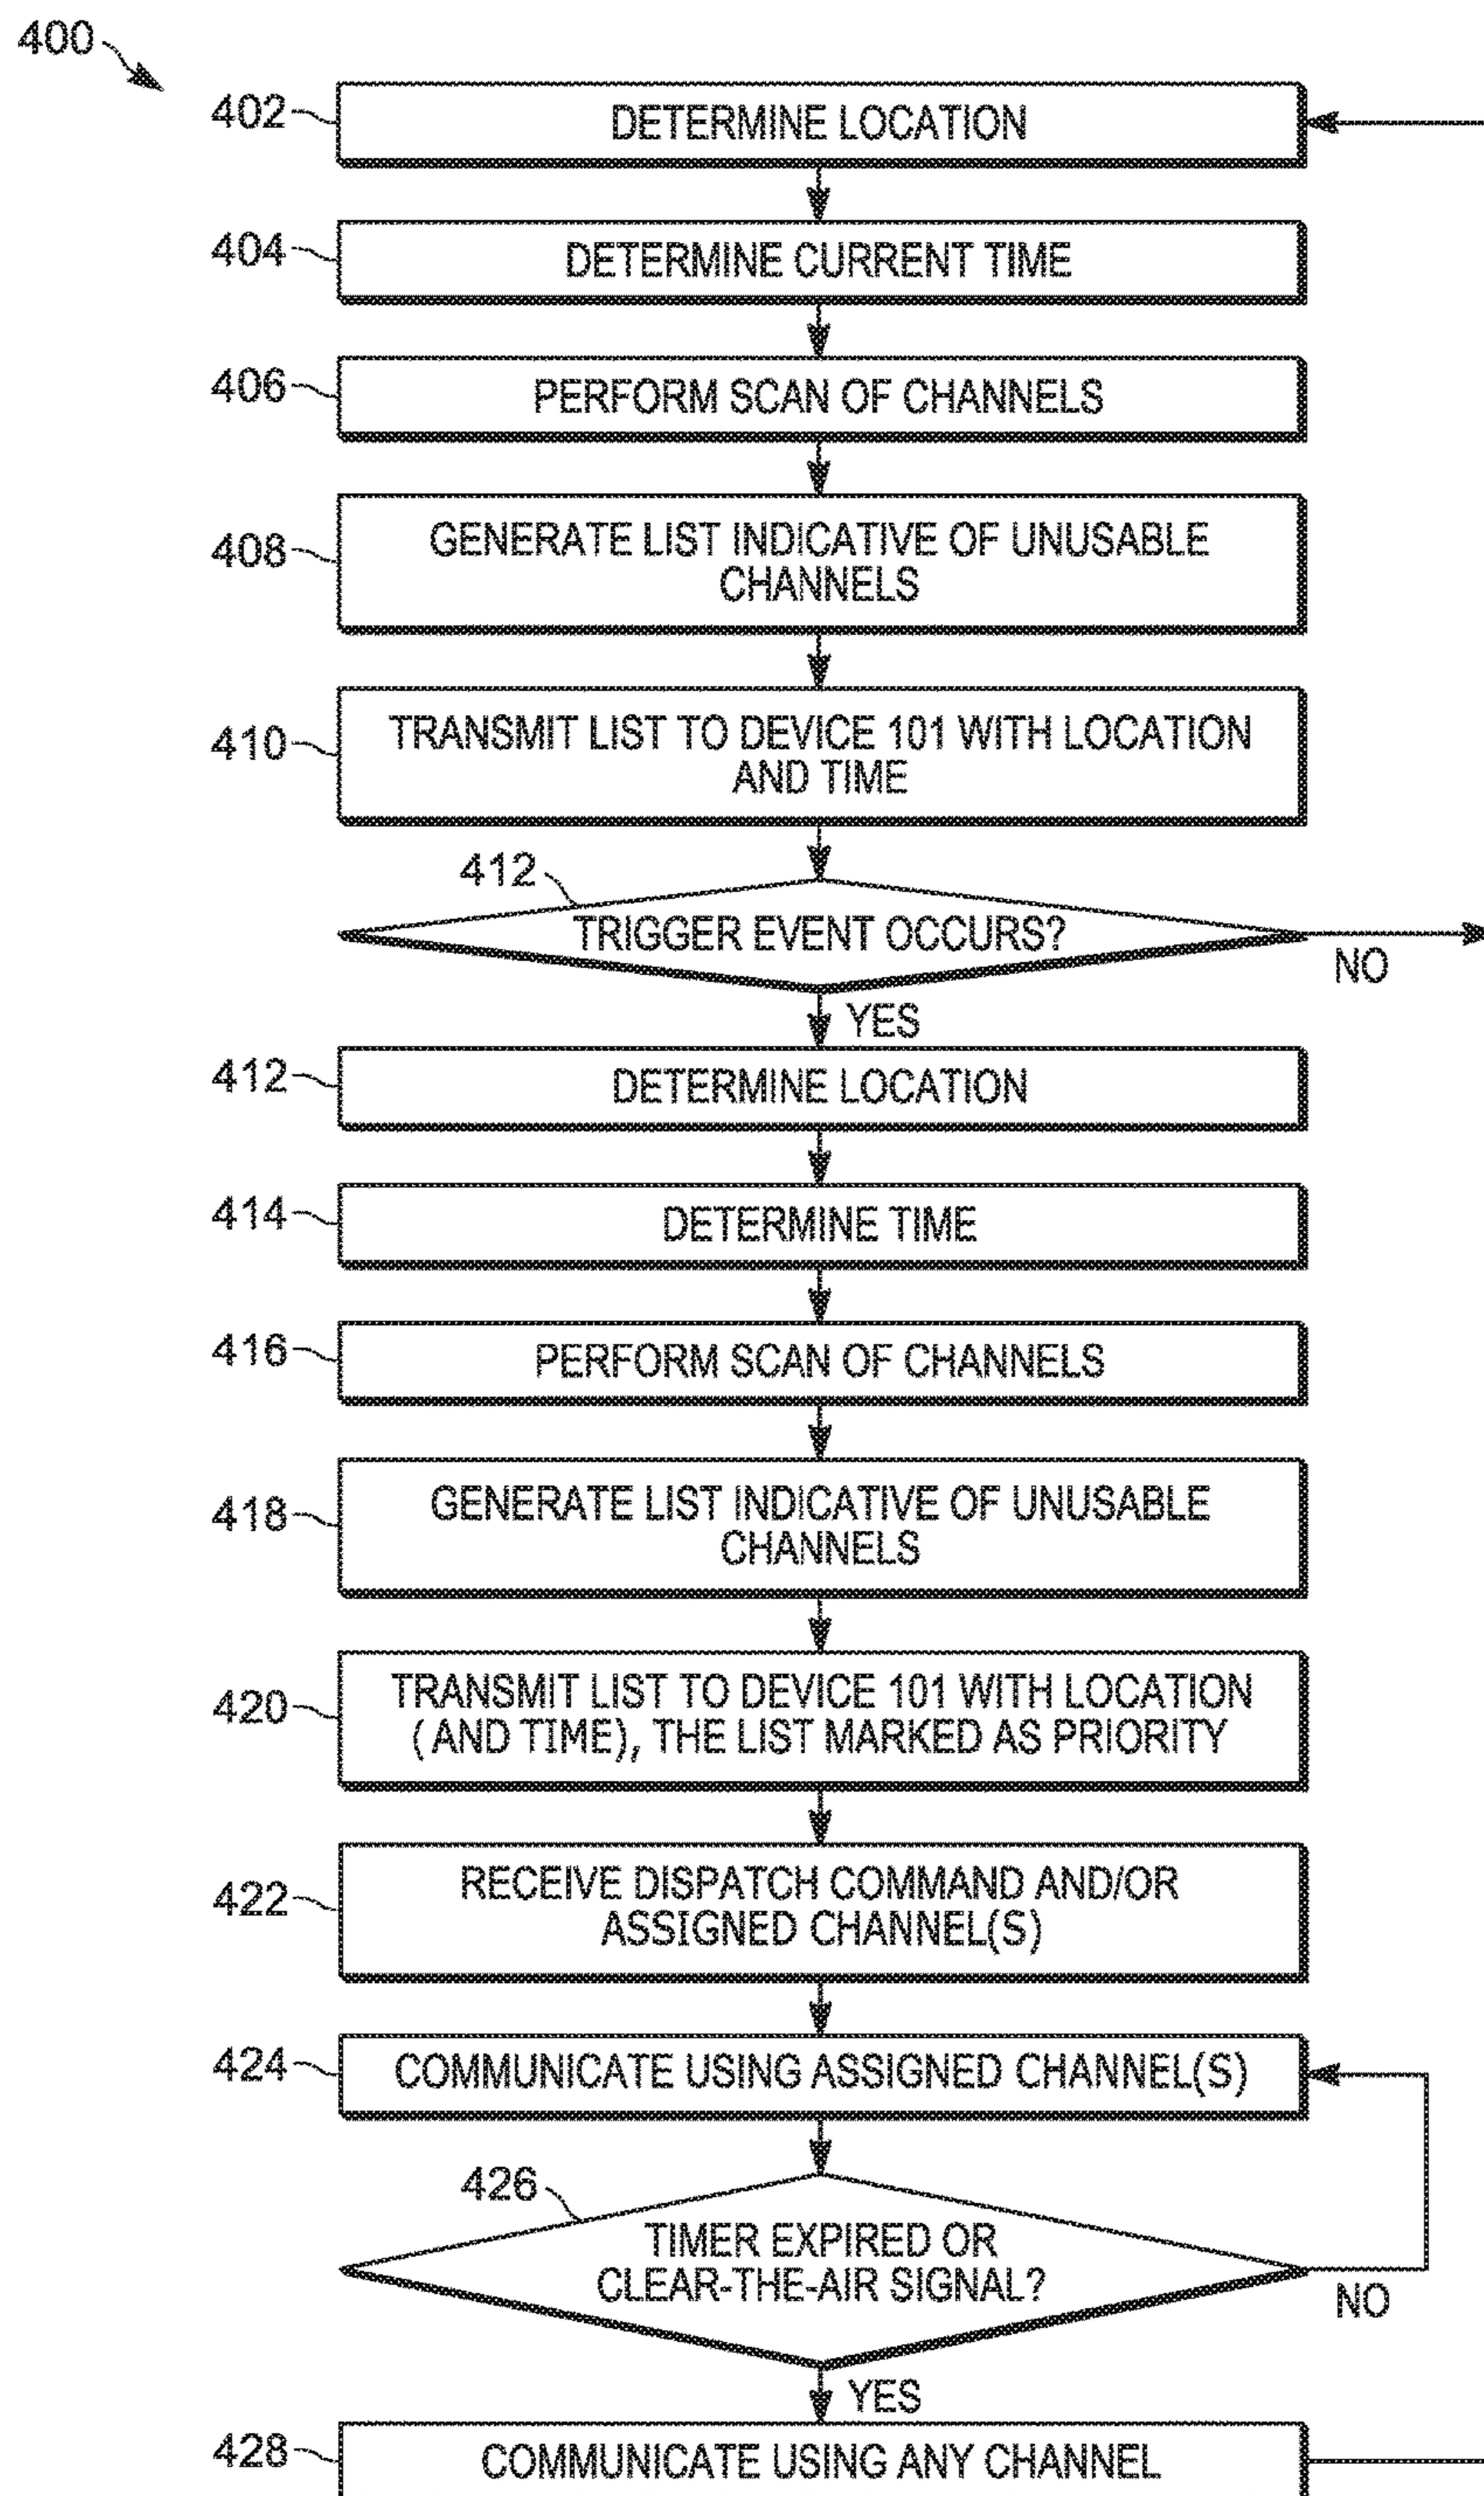 400
402
DETERMINE LOCATION
404
DETERMINE CURRENT TIME
406
PERFORM SCAN OF CHANNELS
408
GENERATE LIST INDICATIVE OF UNUSABLE
CHANNELS
410
TRANSMIT LIST TO DEVICE 101 WITH LOCATION
AND TIME
412
TRIGGER EVENT OCCURS?
NO
YES
412
DETERMINE LOCATION
414
DETERMINE TIME
416
PERFORM SCAN OF CHANNELS
418
GENERATE LIST INDICATIVE OF UNUSABLE
CHANNELS
420
TRANSMIT LIST TO DEVICE 101 WITH LOCATION
(AND TIME), THE LIST MARKED AS PRIORITY
422
RECEIVE DISPATCH COMMAND AND/OR
ASSIGNED CHANNEL(S)
424
COMMUNICATE USING ASSIGNED CHANNEL(S)
426
TIMER EXPIRED OR
CLEAR-THE-AIR SIGNAL?
NO
YES
428
COMMUNICATE USING ANY CHANNEL